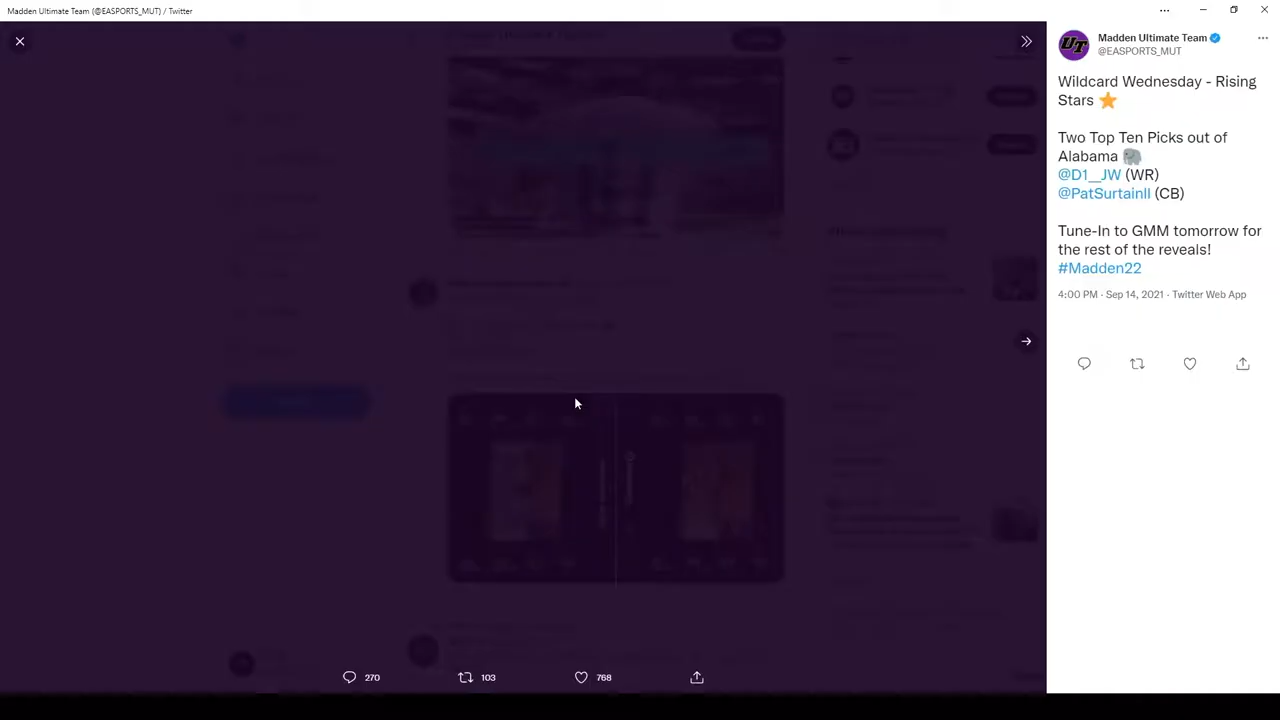 Madden Ultimate Team (@EASPORTS_MUT) / Twitter
Madden Ultimate Team
@EASPORTS_MUT
Wildcard Wednesday - Rising
Stars ⭐
Two Top Ten Picks out of
Alabama 🐘
@D1__JW (WR)
@PatSurtainII (CB)
Tune-In to GMM tomorrow for
the rest of the reveals!
#Madden22
4:00 PM · Sep 14, 2021 · Twitter Web App
270
103
768